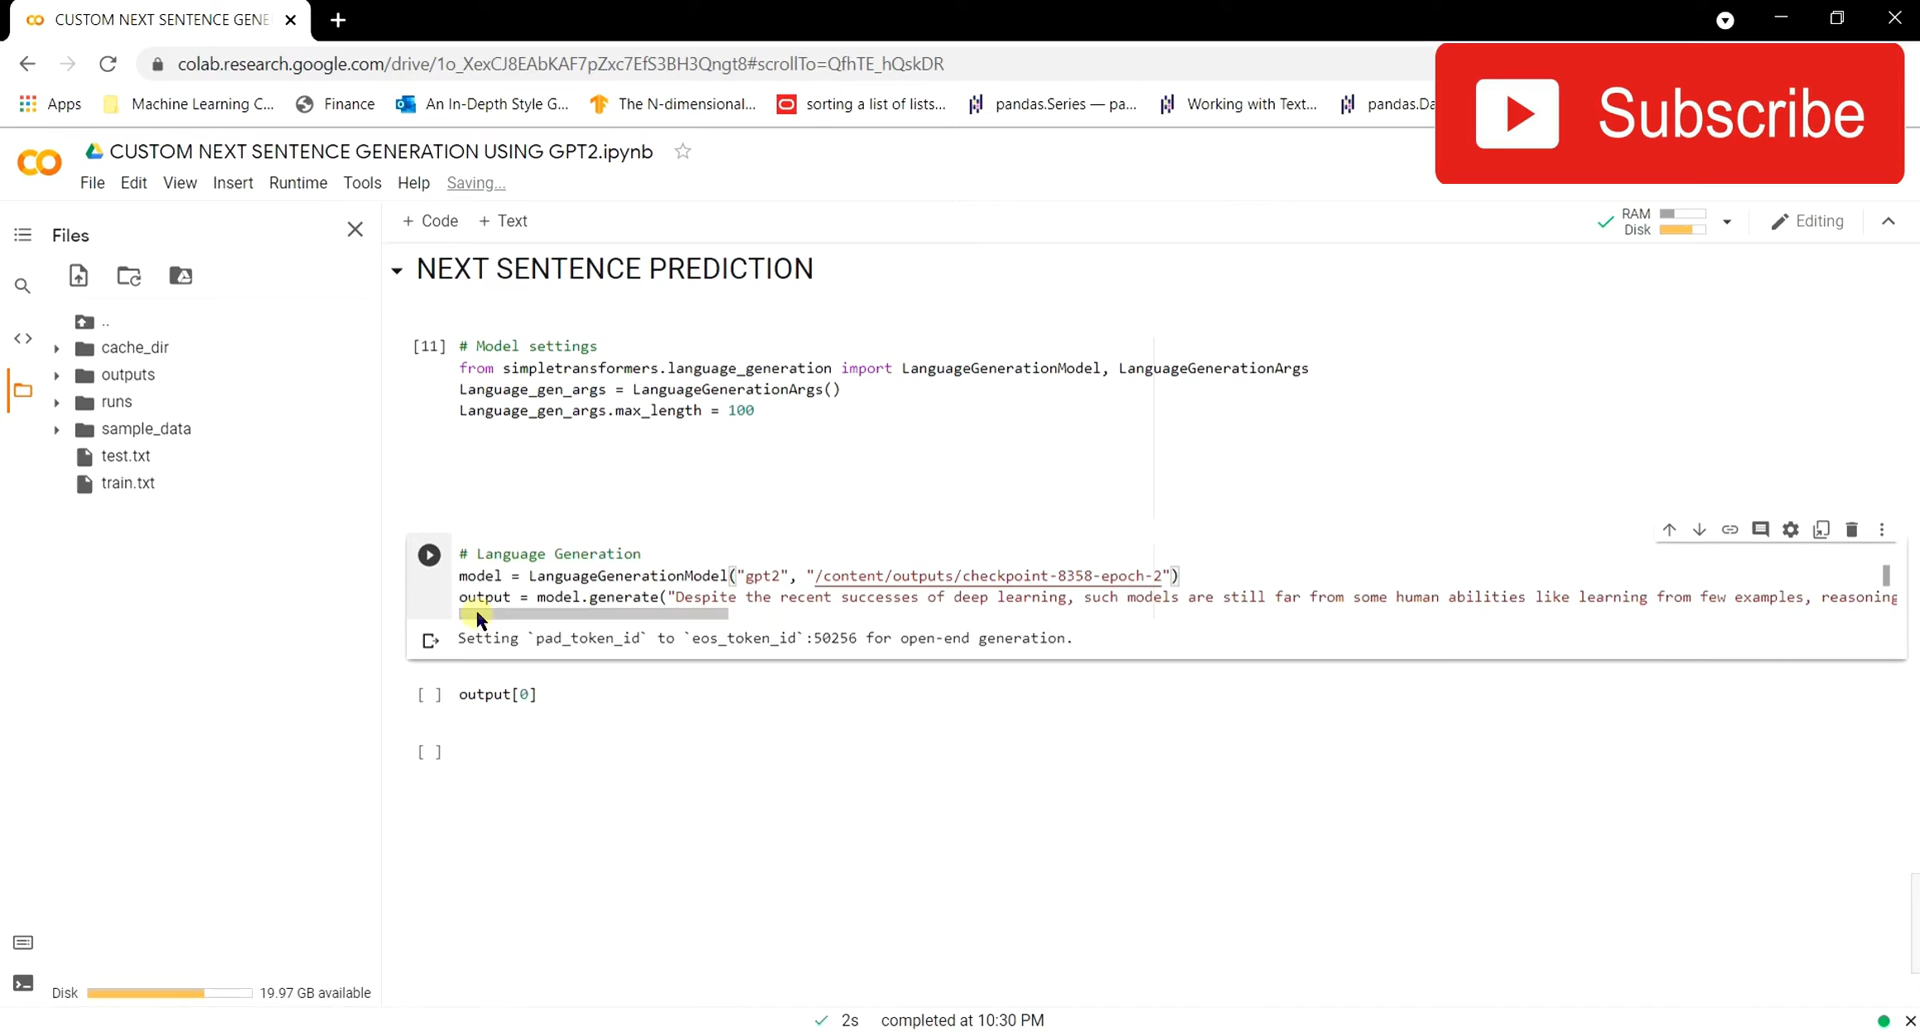 CUSTOM NEXT SENTENCE GENE
colab.research.google.com/drive/1o_XexCJ8EAbKAF7pZxc7EfS3BH3Qngt8#scrollTo=QfhTE_hQskDR
Apps Machine Learning C... Finance An In-Depth Style G... The N-dimensional... sorting a list of lists... pandas.Series — pa... Working with Text... pandas.Da
Subscribe
CUSTOM NEXT SENTENCE GENERATION USING GPT2.ipynb
File Edit View Insert Runtime Tools Help Saving...
Files
+ Code + Text
RAM
Disk
Editing
..
cache_dir
outputs
runs
sample_data
test.txt
train.txt
NEXT SENTENCE PREDICTION
[11] # Model settings
from simpletransformers.language_generation import LanguageGenerationModel, LanguageGenerationArgs
Language_gen_args = LanguageGenerationArgs()
Language_gen_args.max_length = 100
# Language Generation
model = LanguageGenerationModel("gpt2", "/content/outputs/checkpoint-8358-epoch-2")
output = model.generate("Despite the recent successes of deep learning, such models are still far from some human abilities like learning from few examples, reasoning
Setting `pad_token_id` to `eos_token_id`:50256 for open-end generation.
[ ] output[0]
[ ]
Disk 19.97 GB available
2s completed at 10:30 PM